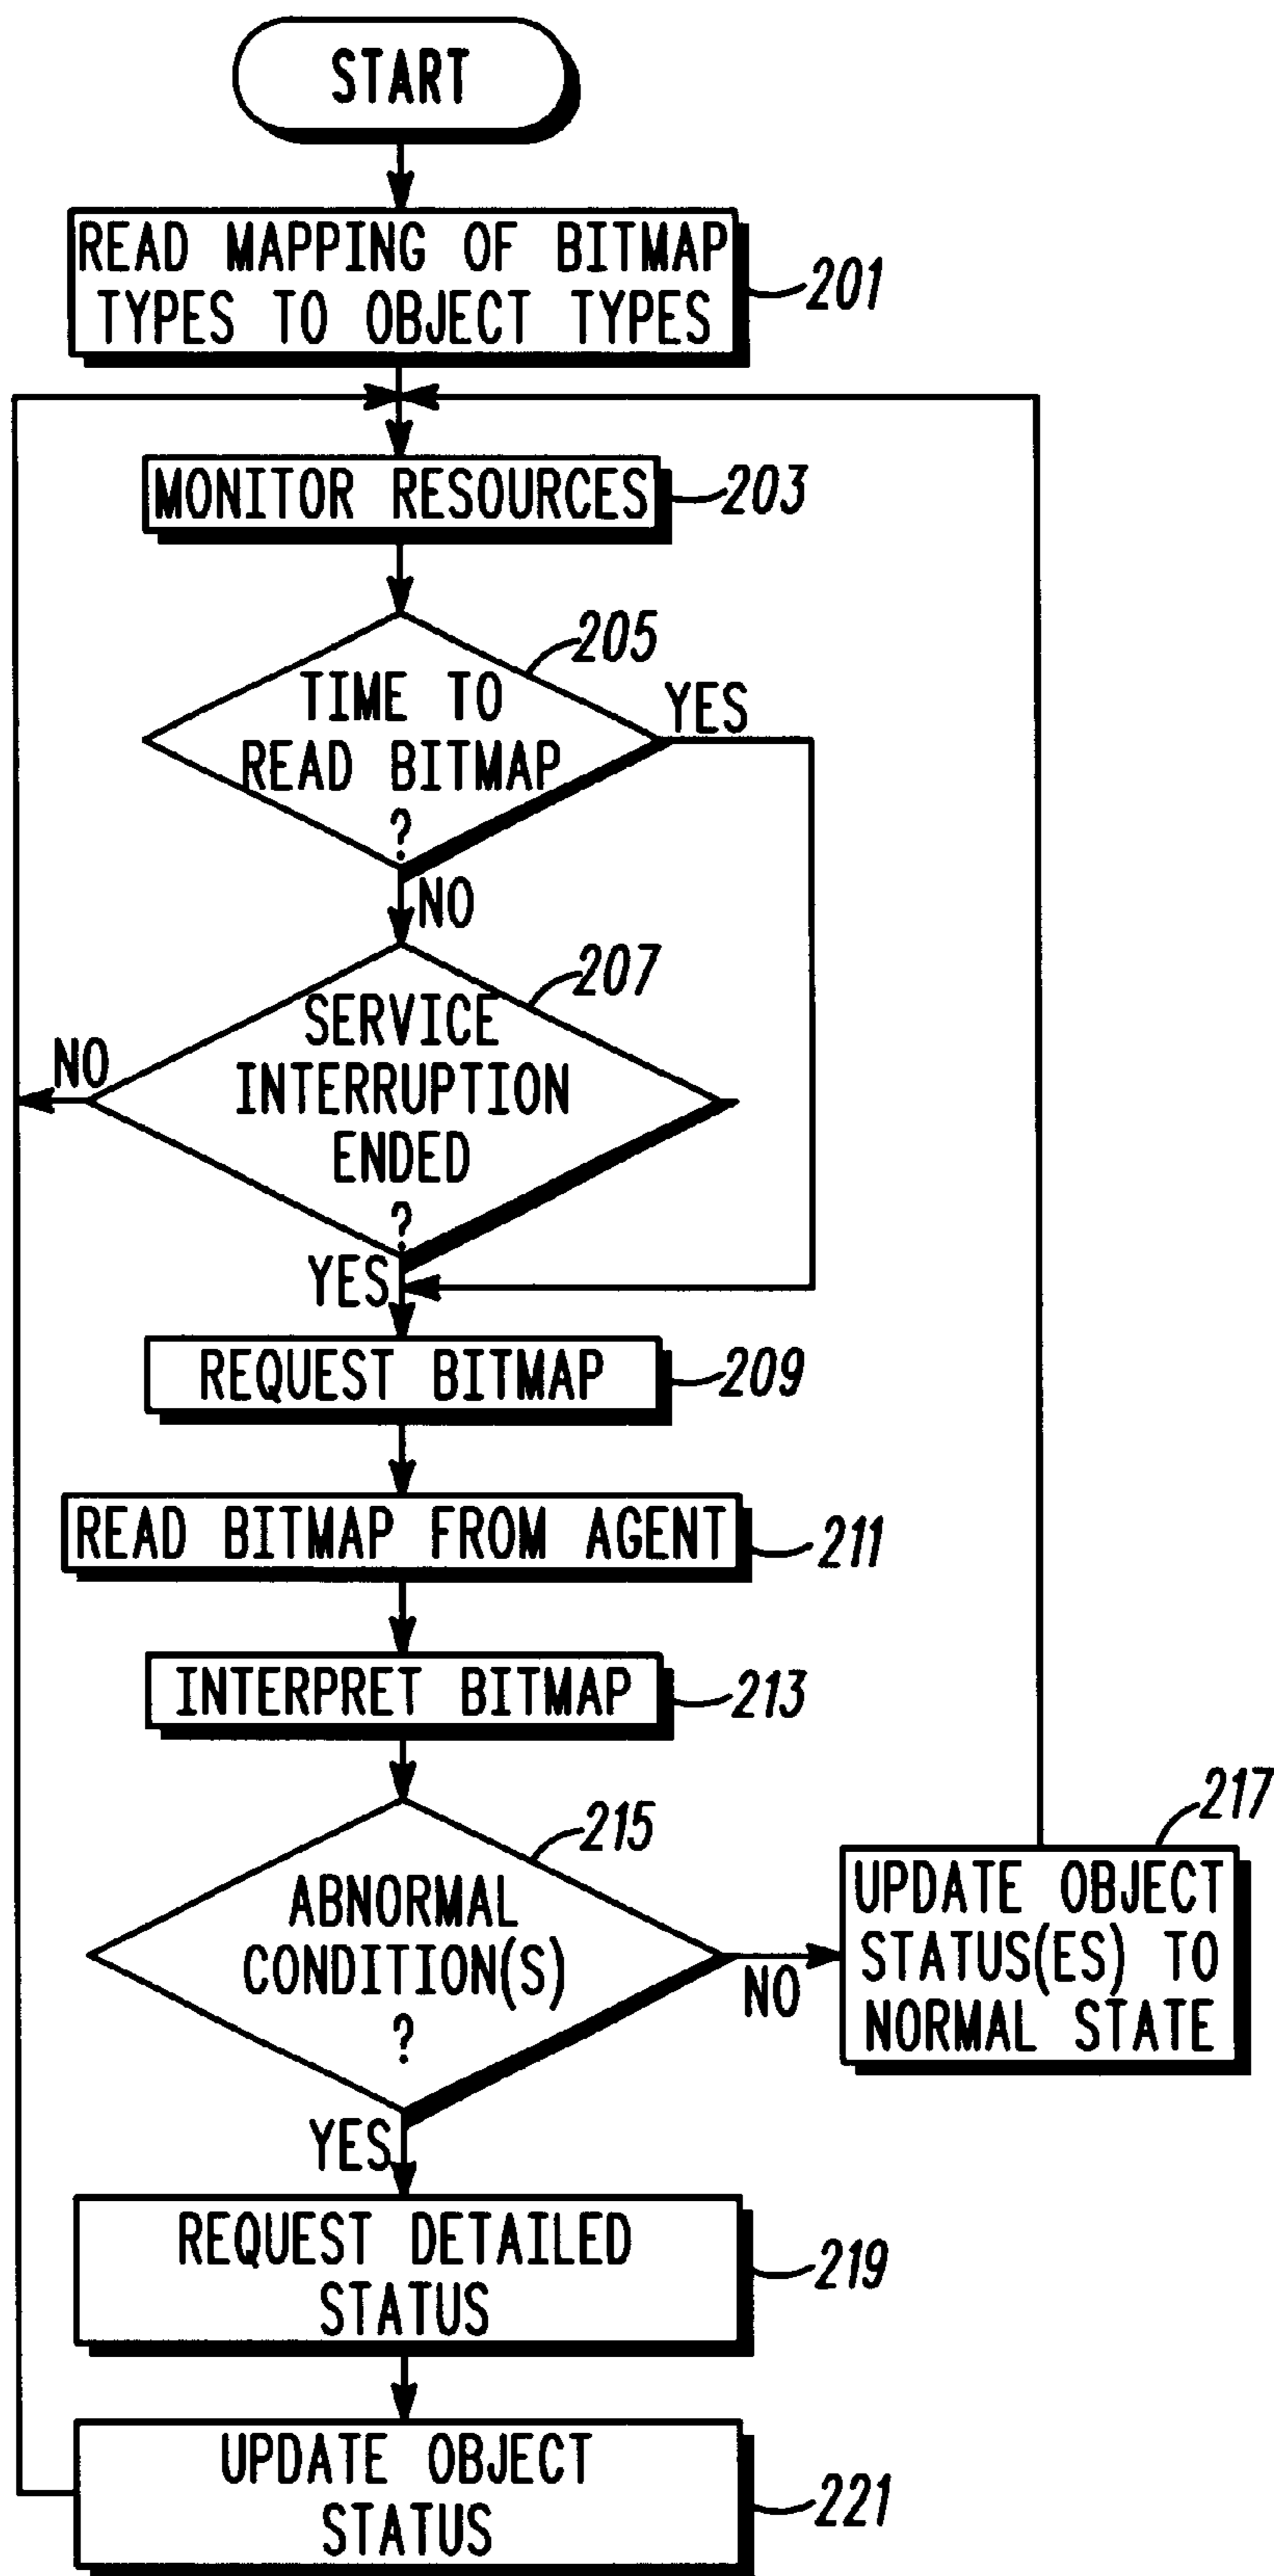 START
READ MAPPING OF BITMAP
TYPES TO OBJECT TYPES
201
MONITOR RESOURCES
203
205
TIME TO
READ BITMAP
?
YES
NO
207
SERVICE
INTERRUPTION
ENDED
?
NO
YES
REQUEST BITMAP
209
READ BITMAP FROM AGENT
211
INTERPRET BITMAP
213
215
ABNORMAL
CONDITION(S)
?
NO
217
UPDATE OBJECT
STATUS(ES) TO
NORMAL STATE
YES
REQUEST DETAILED
STATUS
219
UPDATE OBJECT
STATUS
221